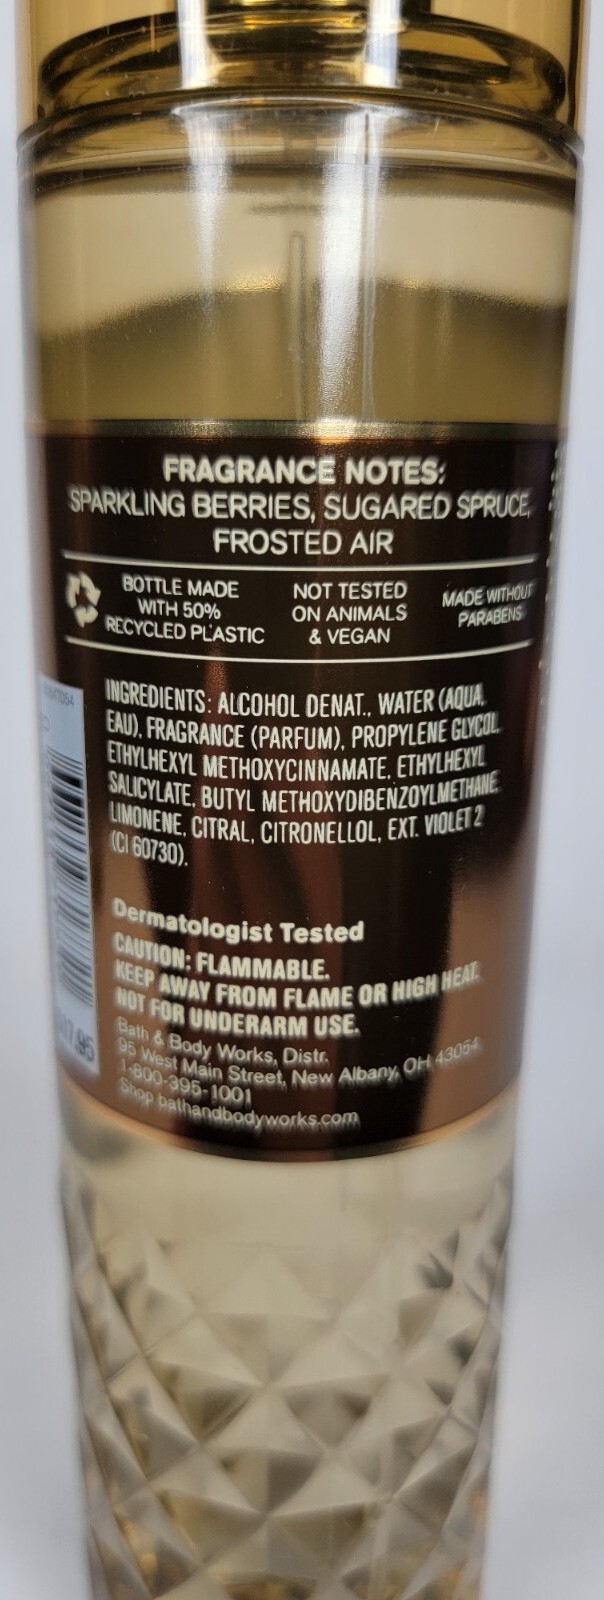 FRAGRANCE NOTES:
SPARKLING BERRIES, SUGARED SPRUCE,
FROSTED AIR
BOTTLE MADE
WITH 50%
RECYCLED PLASTIC
NOT TESTED
ON ANIMALS
& VEGAN
MADE WITHOUT
PARABENS
INGREDIENTS: ALCOHOL DENAT., WATER (AQUA,
EAU), FRAGRANCE (PARFUM), PROPYLENE GLYCOL,
ETHYLHEXYL METHOXYCINNAMATE, ETHYLHEXYL
SALICYLATE, BUTYL METHOXYDIBENZOYLMETHANE,
LIMONENE, CITRAL, CITRONELLOL, EXT. VIOLET 2
(CI 60730).
Dermatologist Tested
CAUTION: FLAMMABLE.
KEEP AWAY FROM FLAME OR HIGH HEAT.
NOT FOR UNDERARM USE.
Bath & Body Works, Distr.
95 West Main Street, New Albany, OH 43054
1-800-395-1001
Shop bathandbodyworks.com
17.95